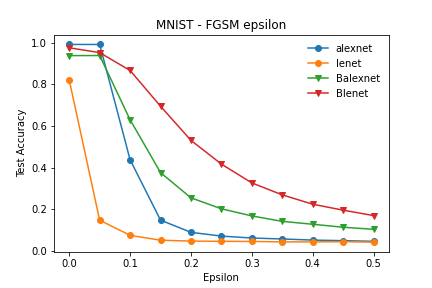 MNIST - FGSM epsilon
1.0
0.8
0.6
0.4
0.2
0.0
Test Accuracy
alexnet
lenet
Balexnet
Blenet
0.0 0.1 0.2 0.3 0.4 0.5
Epsilon